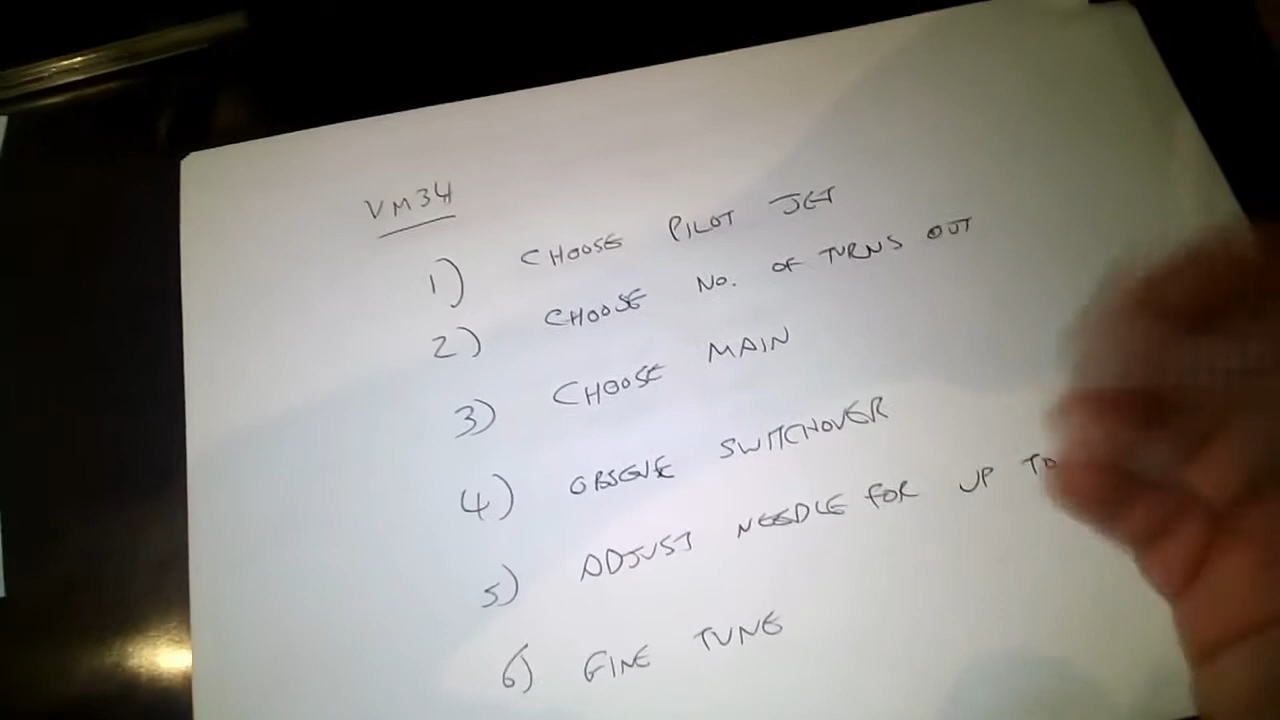 VM34
1) CHOOSE PILOT JET
2) CHOOSE No. OF TURNS OUT
3) CHOOSE MAIN
4) OBSERVE SWITCHOVER
5) ADJUST NEEDLE FOR UP TO
6) FINE TUNE